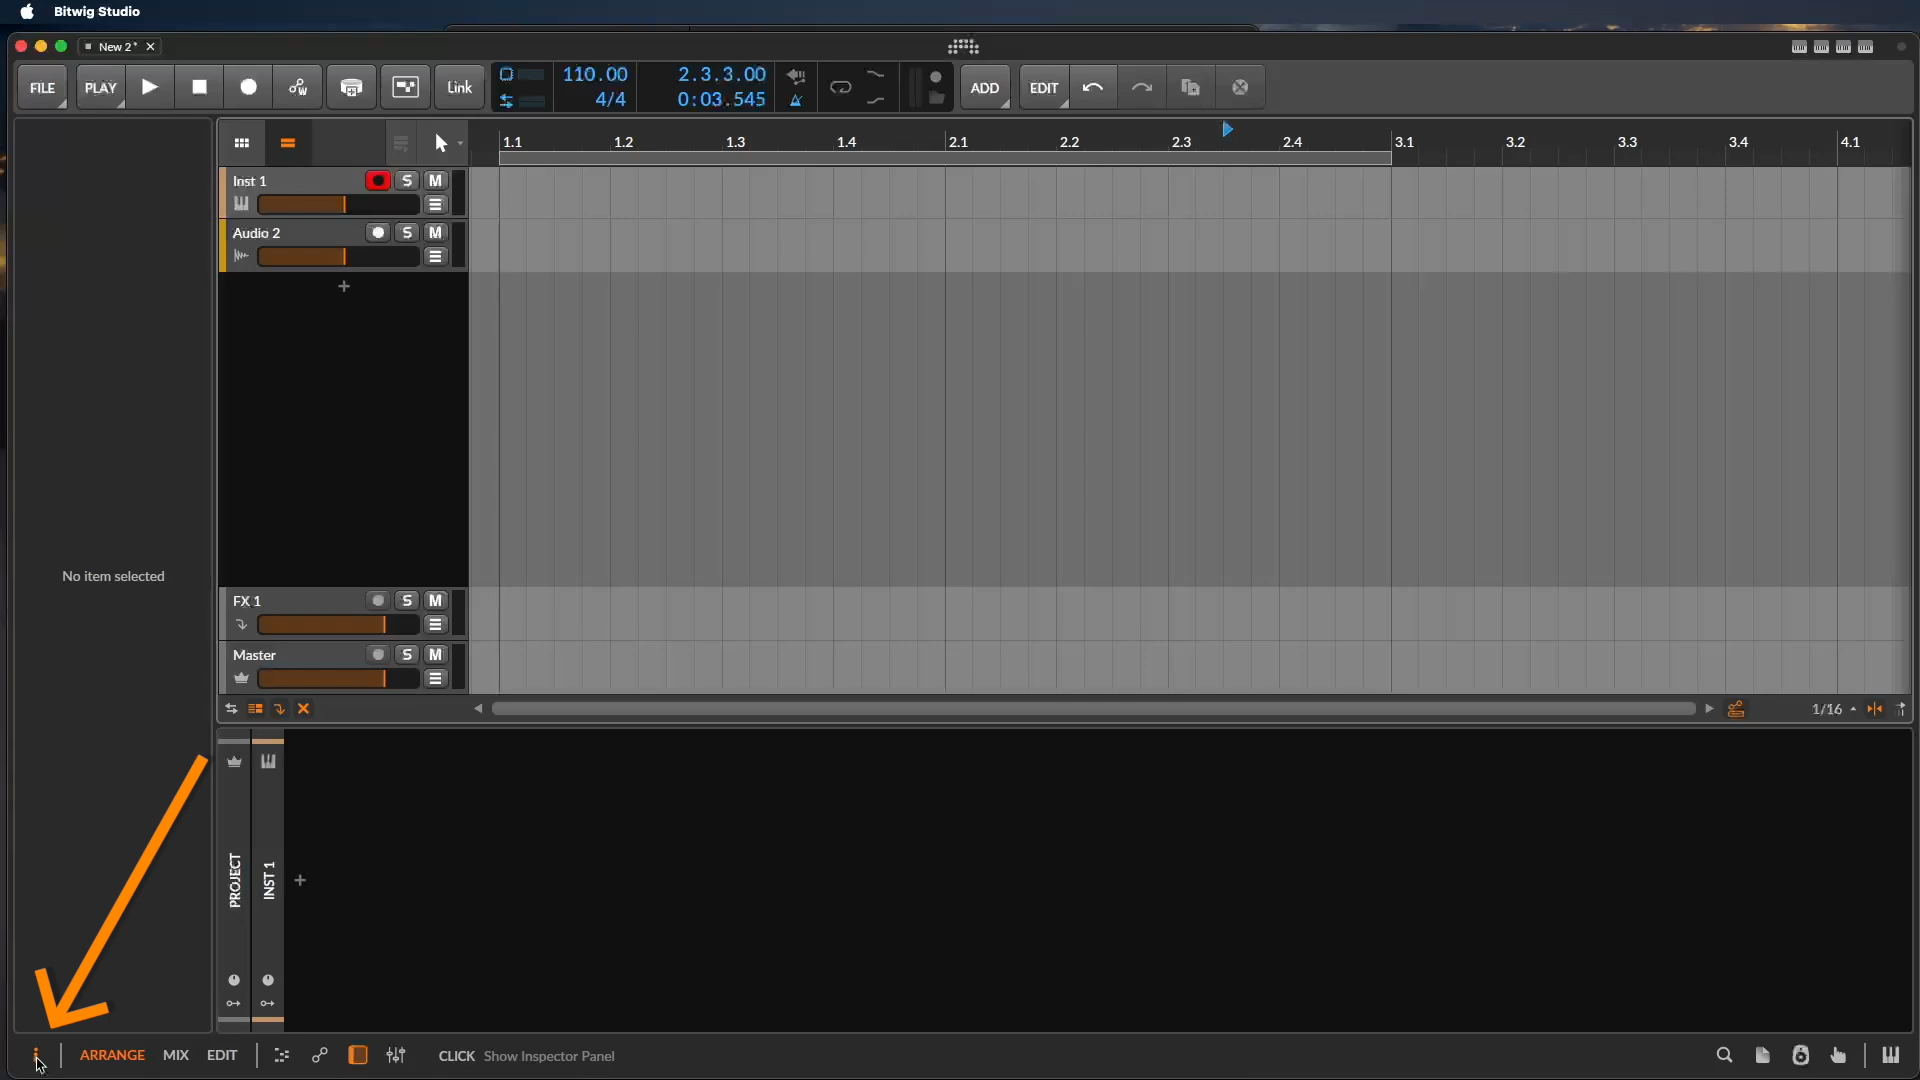 Bitwig Studio
New 2*
FILE PLAY Link 110.00 4/4 2.3.3.00 0:03.545 ADD EDIT
1.1 1.2 1.3 1.4 2.1 2.2 2.3 2.4 3.1 3.2 3.3 3.4 4.1
Inst 1 S M
Audio 2 S M
No item selected
FX 1 S M
Master S M
1/16
PROJECT
INST 1
ARRANGE MIX EDIT CLICK Show Inspector Panel